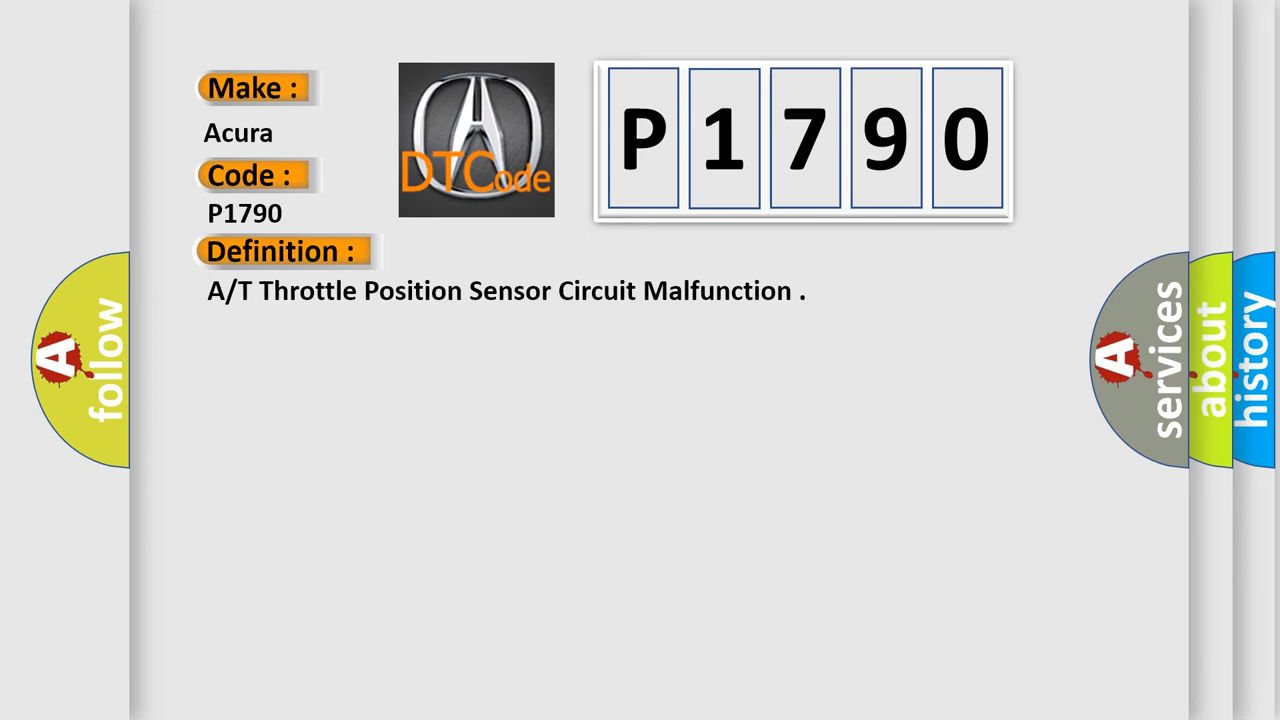 Make :
Acura
Code :
P1790
Definition :
A/T Throttle Position Sensor Circuit Malfunction .
DTCode
P 1 7 9 0
A follow
A services
about
history